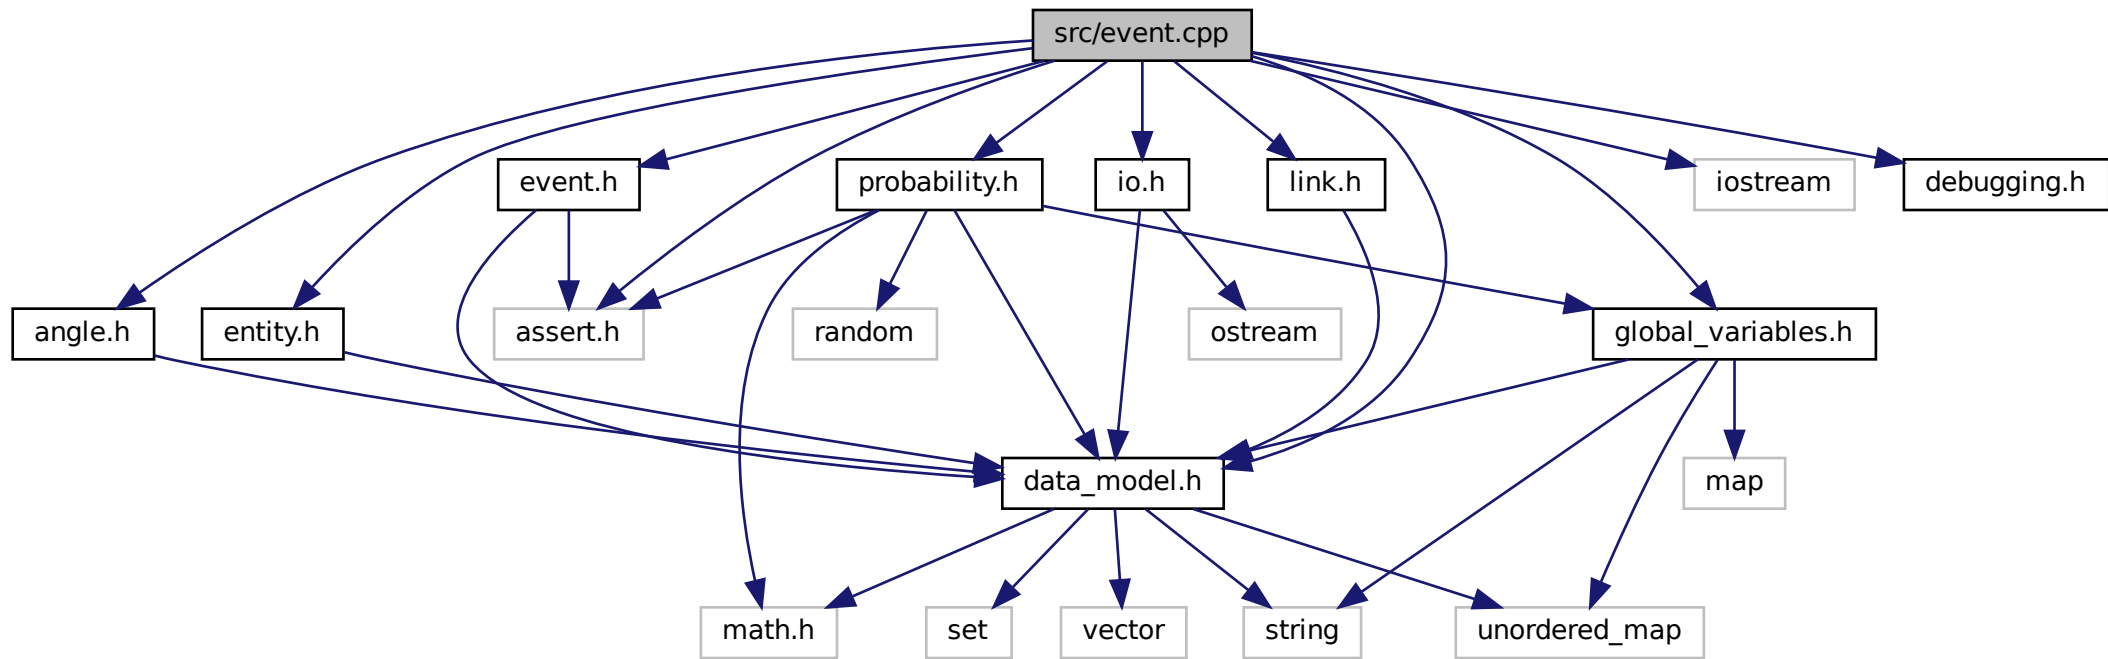 src/event.cpp
event.h
probability.h
io.h
link.h
iostream
debugging.h
angle.h
entity.h
assert.h
random
ostream
global_variables.h
data_model.h
map
math.h
set
vector
string
unordered_map